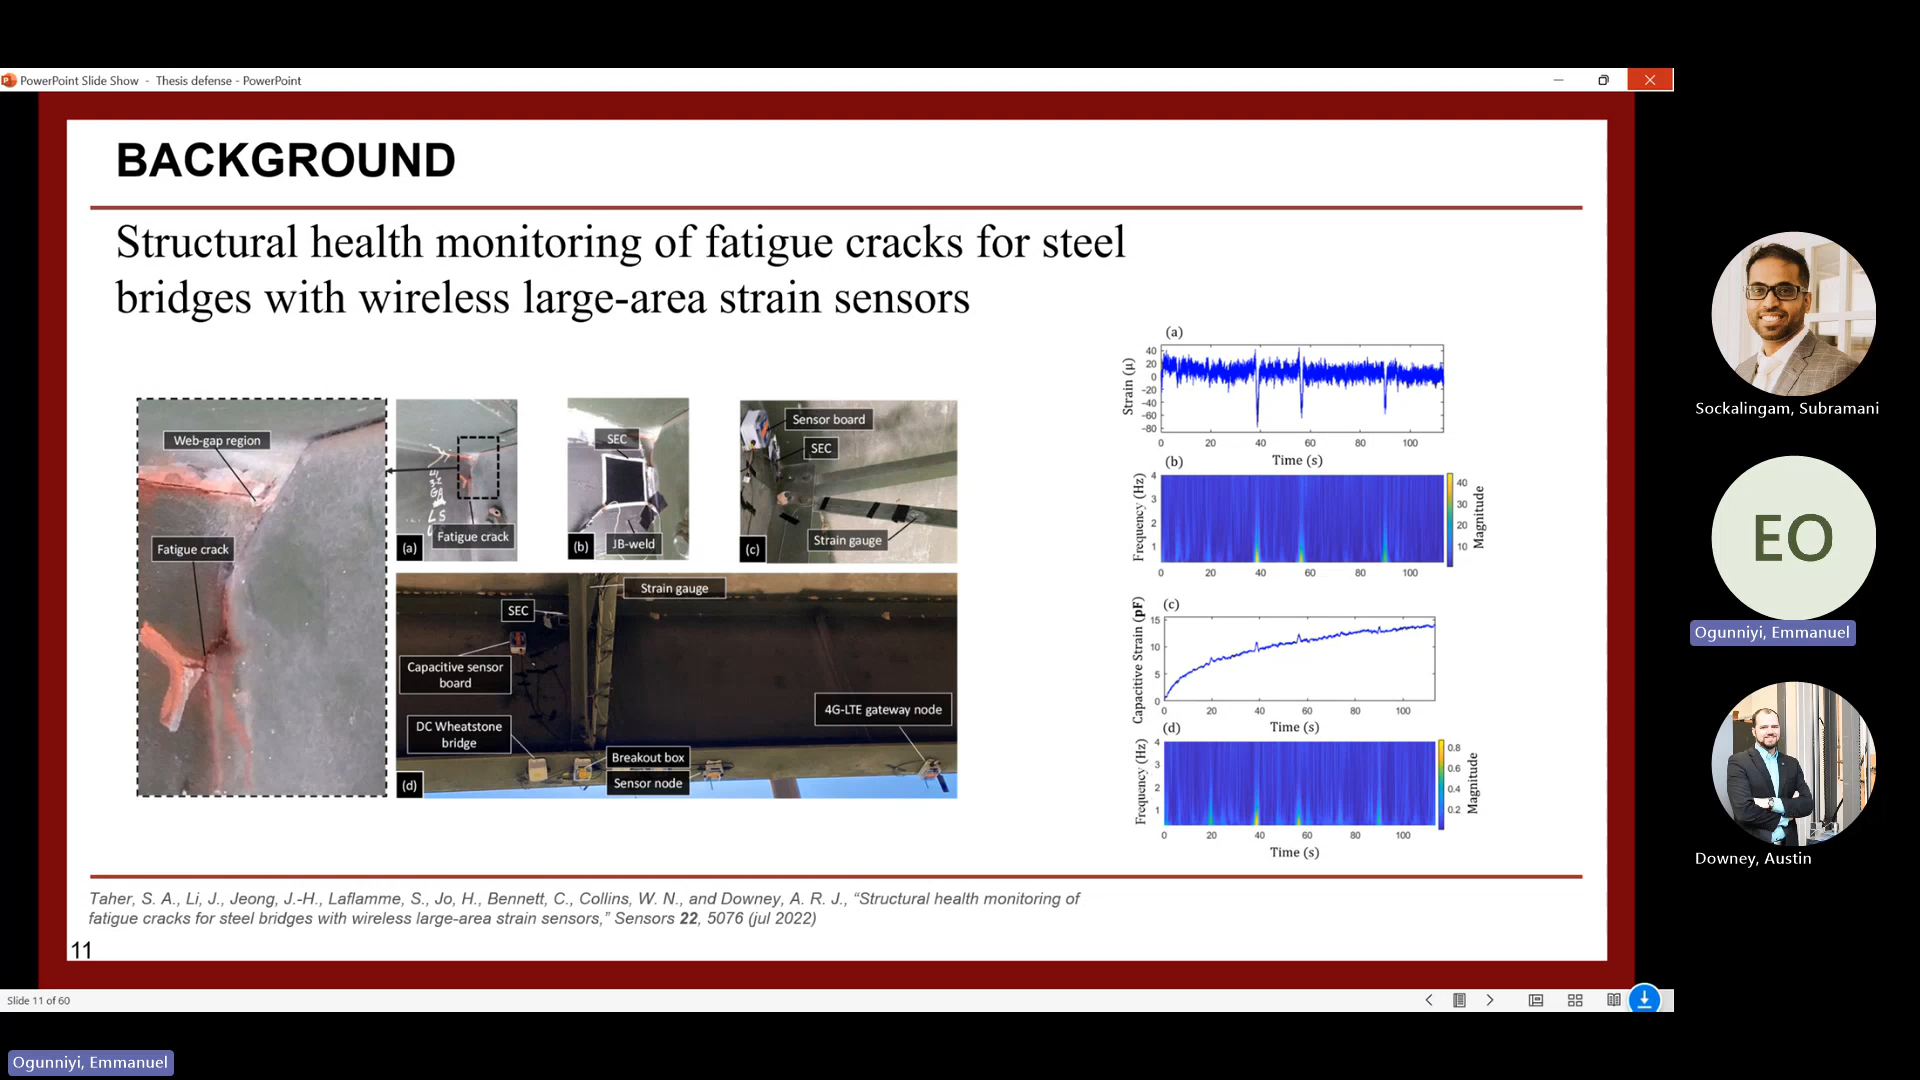 PowerPoint Slide Show - Thesis defense - PowerPoint
BACKGROUND
Structural health monitoring of fatigue cracks for steel
bridges with wireless large-area strain sensors
Web-gap region
Fatigue crack
Fatigue crack
(a)
SEC
(b)
JB-weld
Sensor board
SEC
Strain gauge
(c)
Strain gauge
SEC
Capacitive sensor
board
DC Wheatstone
bridge
Breakout box
Sensor node
4G-LTE gateway node
(d)
(a)
Strain (μ)
40
20
0
−20
−40
−60
−80
0 20 40 60 80 100
Time (s)
(b)
Frequency (Hz)
4
3
2
1
0 20 40 60 80 100
40
30
20
10
Magnitude
(c)
Capacitive Strain (pF)
15
10
5
0
0 20 40 60 80 100
Time (s)
(d)
Frequency (Hz)
4
3
2
1
0 20 40 60 80 100
Time (s)
0.8
0.6
0.4
0.2
Magnitude
Taher, S. A., Li, J., Jeong, J.-H., Laflamme, S., Jo, H., Bennett, C., Collins, W. N., and Downey, A. R. J., “Structural health monitoring of
fatigue cracks for steel bridges with wireless large-area strain sensors,” Sensors 22, 5076 (jul 2022)
11
Slide 11 of 60
Sockalingam, Subramani
EO
Ogunniyi, Emmanuel
Downey, Austin
Ogunniyi, Emmanuel